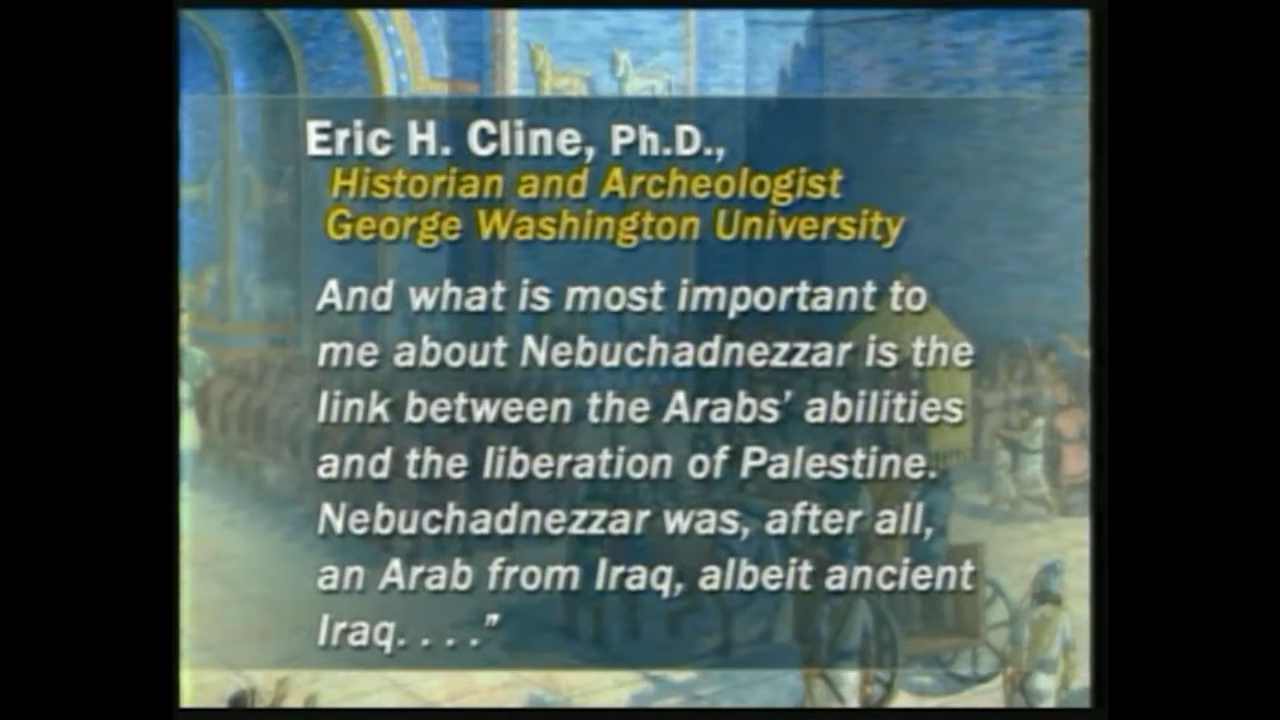 Eric H. Cline, Ph.D.,
Historian and Archeologist
George Washington University
And what is most important to
me about Nebuchadnezzar is the
link between the Arabs’ abilities
and the liberation of Palestine.
Nebuchadnezzar was, after all,
an Arab from Iraq, albeit ancient
Iraq. . . .”